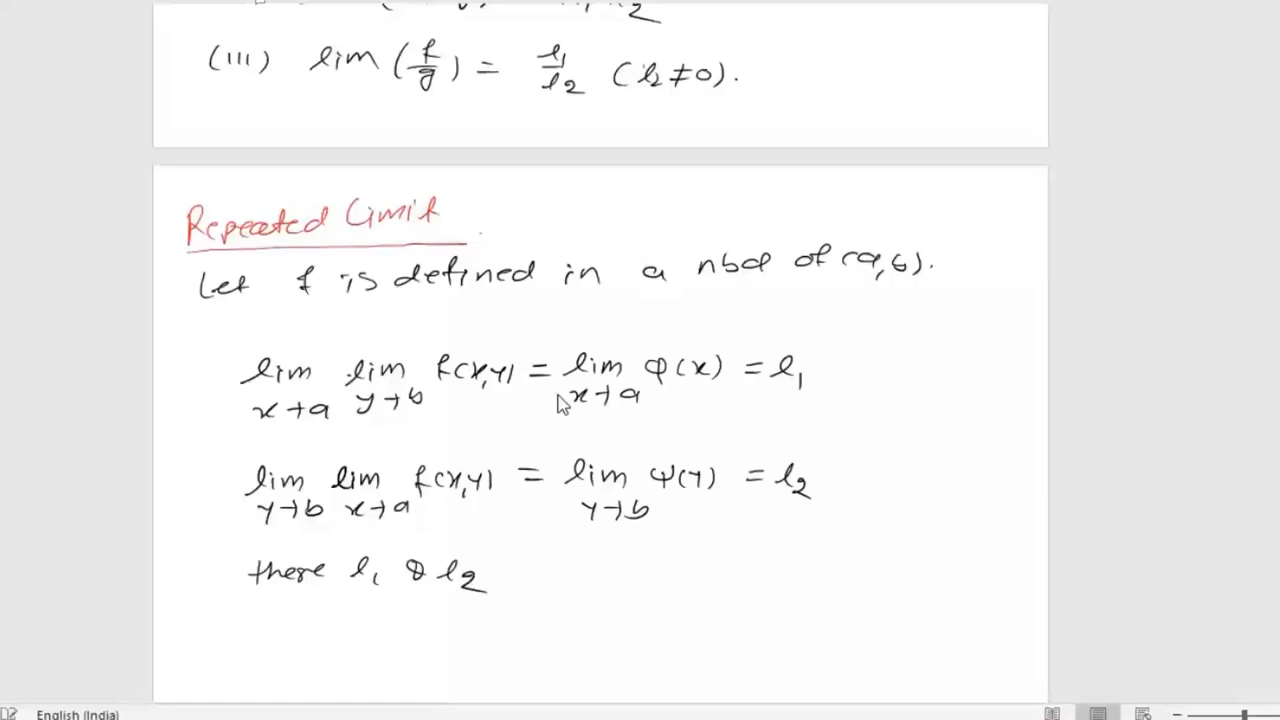 (III) lim (f/g) = l₁/l₂ (l₂ ≠ 0).
Repeated Limit
Let f is defined in a nbd of (a,b).
lim lim f(x,y) = lim φ(x) = l₁
x→a y→b x→a
lim lim f(x,y) = lim ψ(y) = l₂
y→b x→a y→b
these l₁ & l₂
English (India)